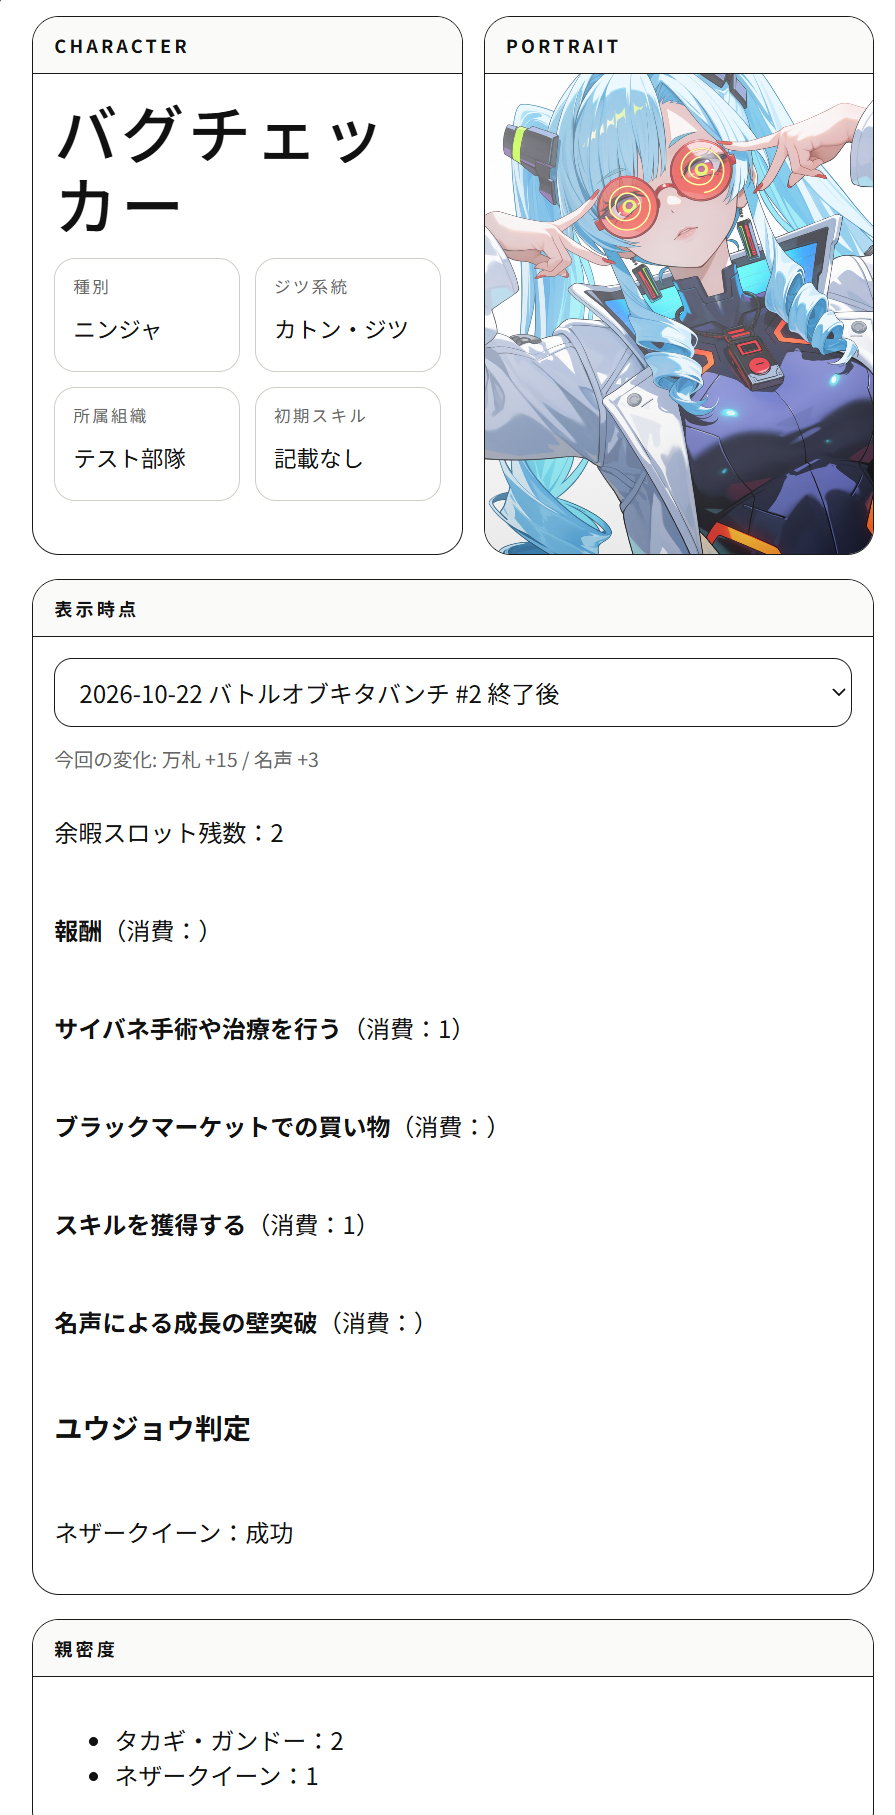 CHARACTER
バグチェッ
カー
種別
ニンジャ
ジツ系統
カトン・ジツ
所属組織
テスト部隊
初期スキル
記載なし
PORTRAIT
表示時点
2026-10-22 バトルオブキタバンチ #2 終了後
今回の変化: 万札 +15 / 名声 +3
余暇スロット残数：2
報酬（消費：）
サイバネ手術や治療を行う（消費：1）
ブラックマーケットでの買い物（消費：）
スキルを獲得する（消費：1）
名声による成長の壁突破（消費：）
ユウジョウ判定
ネザークイーン：成功
親密度
タカギ・ガンドー：2
ネザークイーン：1